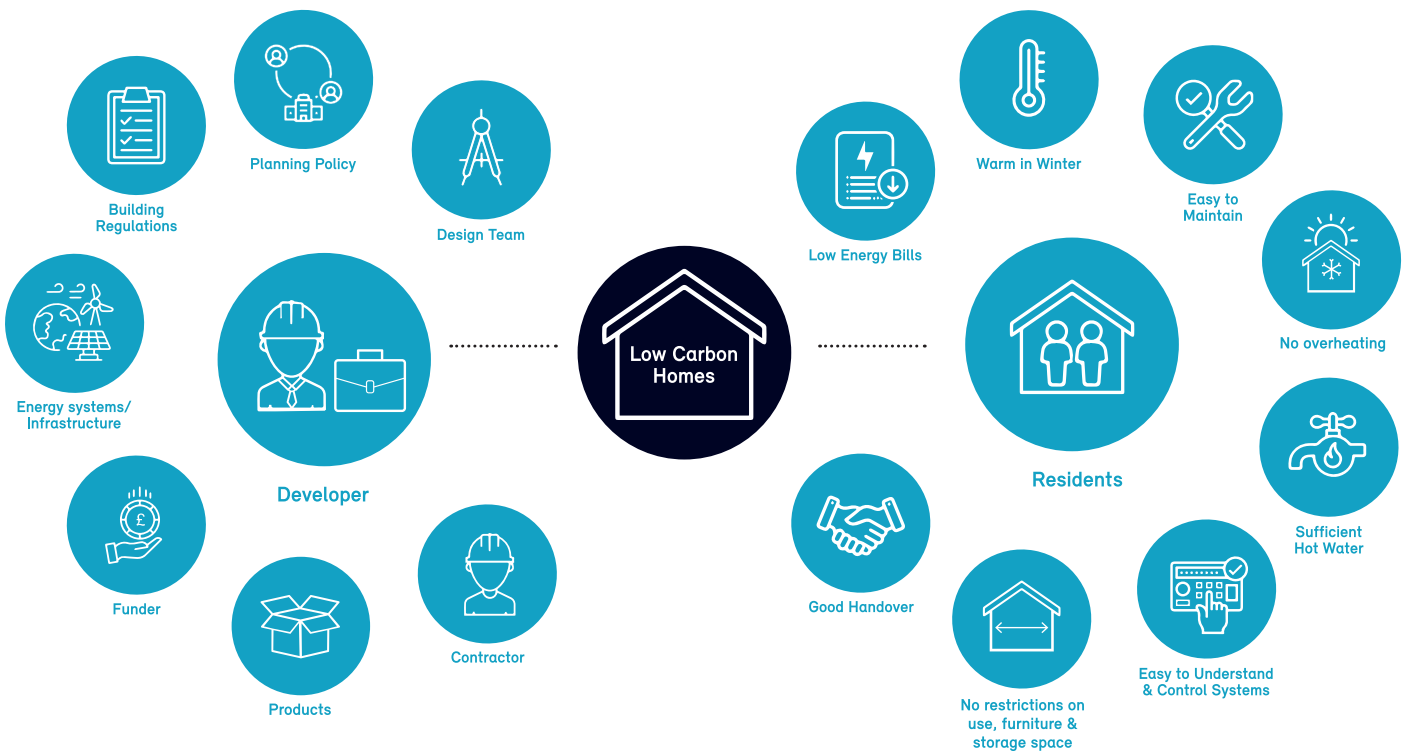 Planning Policy
Building
Regulations
Design Team
Energy systems/
Infrastructure
Developer
Funder
£
Products
Contractor
Low Carbon
Homes
Low Energy Bills
Warm in Winter
Easy to
Maintain
No overheating
Residents
Sufficient
Hot Water
Easy to Understand
& Control Systems
No restrictions on
use, furniture &
storage space
Good Handover